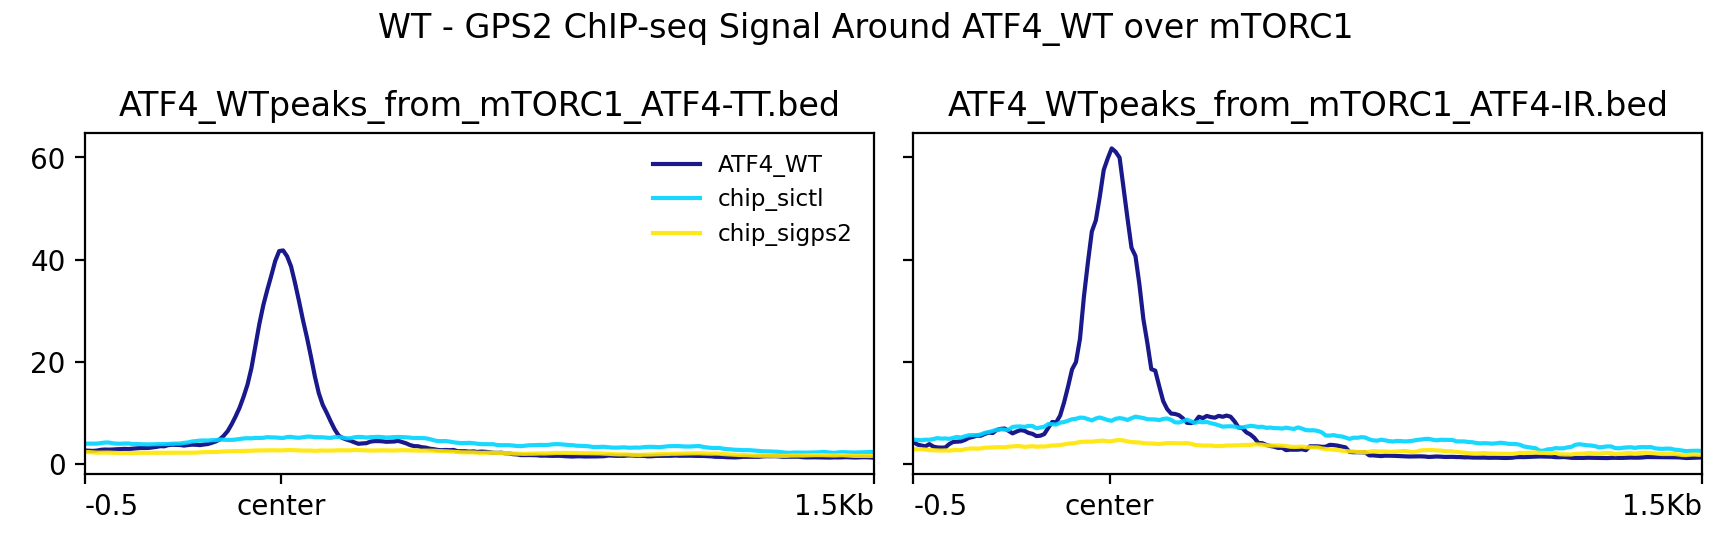 WT - GPS2 ChIP-seq Signal Around ATF4_WT over mTORC1
ATF4_WTpeaks_from_mTORC1_ATF4-TT.bed
ATF4_WTpeaks_from_mTORC1_ATF4-IR.bed
60
40
20
0
ATF4_WT
chip_sictl
chip_sigps2
-0.5
center
1.5Kb
-0.5
center
1.5Kb